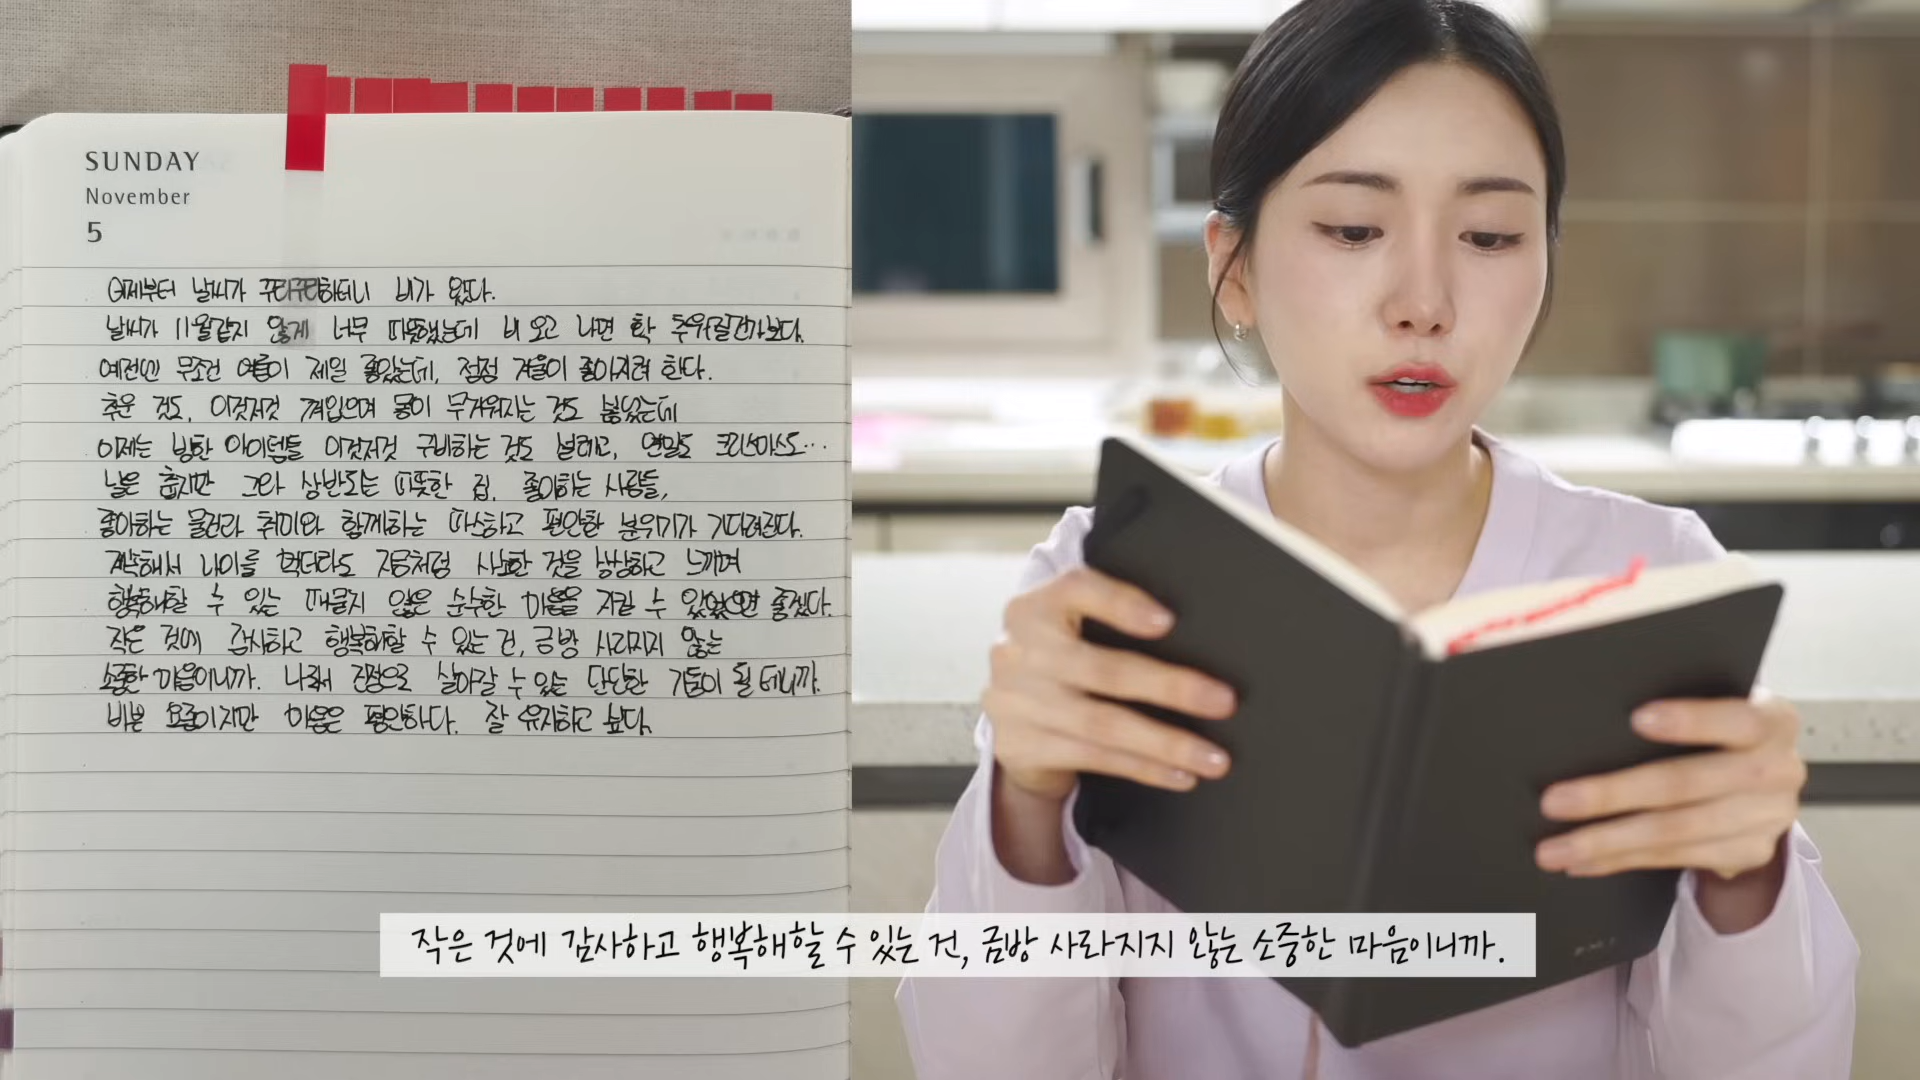 SUNDAY
November
5
어제부터 날씨가 꾸리꾸리하더니 비가 왔다.
날씨가 11월같지 않게 너무 따뜻했는데 비 오고 나면 확 추워질건가보다.
예전엔 무조건 여름이 제일 좋았는데, 점점 겨울이 좋아지려 한다.
추운 것도, 이것저것 껴입으며 몸이 무거워지는 것도 싫었는데
이제는 방한 아이템들 이것저것 구비하는 것도 설레고, 연말도 크리스마스도…
날은 춥지만 그와 상반되는 따뜻한 집, 좋아하는 사람들,
좋아하는 물건과 취미와 함께하는 따스하고 편안한 분위기가 기다려진다.
계속해서 나이를 먹더라도 지금처럼 사소한 것을 상상하고 느끼며
행복해할 수 있는 때묻지 않은 순수한 마음을 지킬 수 있었으면 좋겠다.
작은 것에 감사하고 행복해할 수 있는 건, 금방 사라지지 않는
소중한 마음이니까. 나로서 진정으로 살아갈 수 있는 단단한 기둥이 될 테니까.
바쁜 요즘이지만 마음은 평안하다. 잘 유지하고 싶다.
작은 것에 감사하고 행복해할 수 있는 건, 금방 사라지지 않는 소중한 마음이니까.